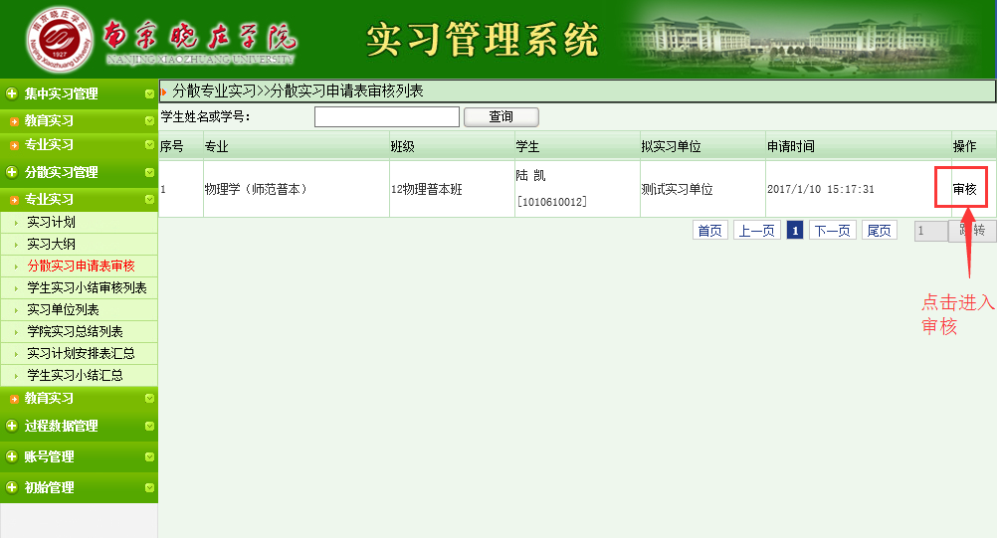 南京晓庄学院
NANJING XIAOZHUANG UNIVERSITY
南京晓庄学院
Nanjing Xiaozhuang University
1927
实习管理系统
集中实习管理
教育实习
专业实习
分散实习管理
专业实习
实习计划
实习大纲
分散实习申请表审核
学生实习小结审核列表
实习单位列表
学院实习总结列表
实习计划安排表汇总
学生实习小结汇总
教育实习
过程数据管理
账号管理
初始管理
分散专业实习>>分散实习申请表审核列表
学生姓名或学号： 查询
序号 专业 班级 学生 拟实习单位 申请时间 操作
1 物理学（师范普本） 12物理普本班 陆 凯 测试实习单位 2017/1/10 15:17:31 审核
[1010610012]
首页 上一页 1 下一页 尾页 1 跳转
点击进入
审核